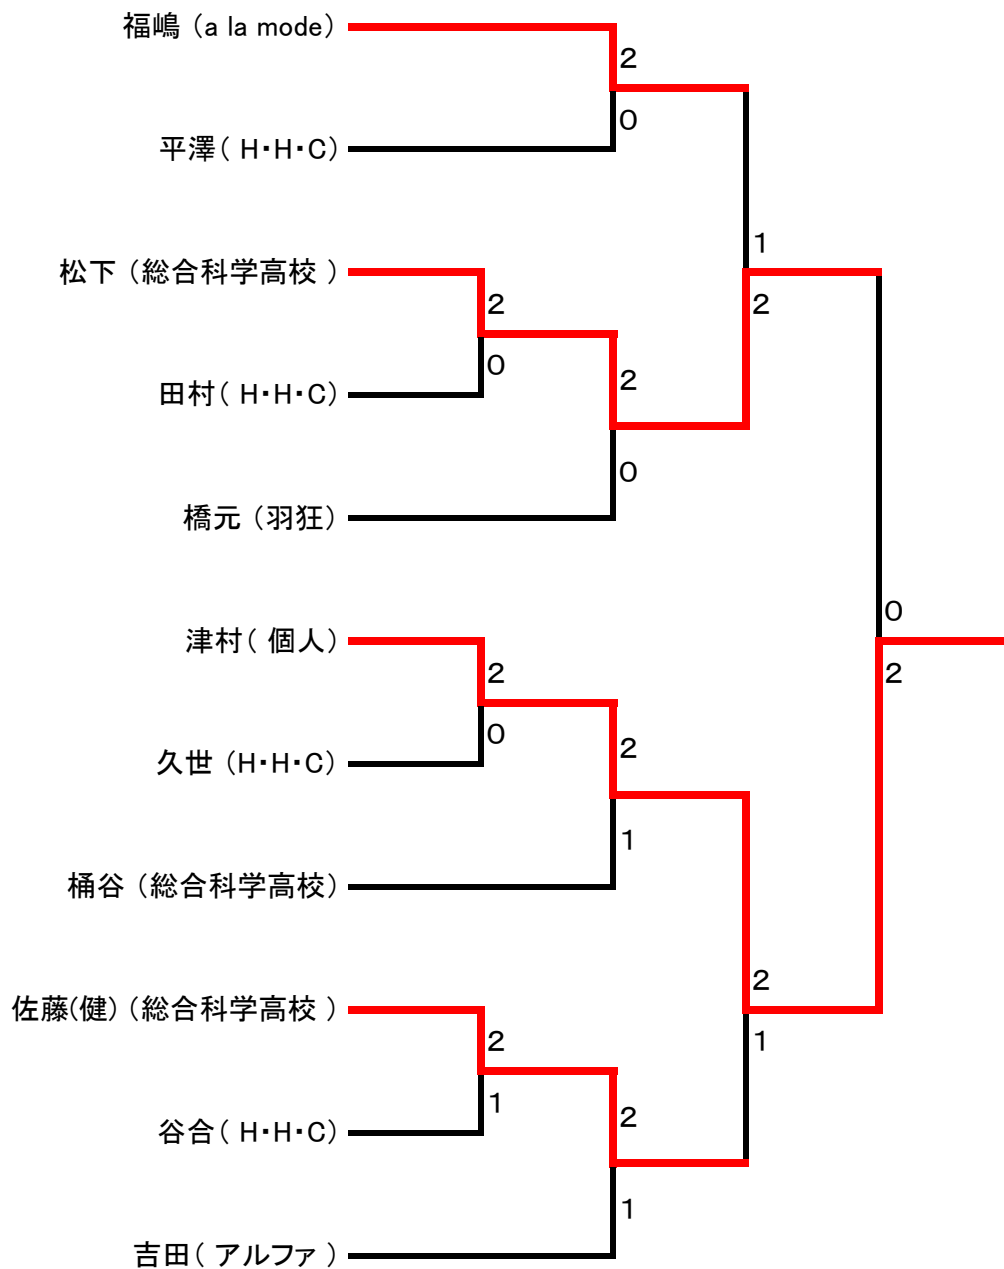 福嶋（a la mode）
2
0
平澤（ H・H・C）
1
松下（総合科学高校 ）
2
2
0
2
田村（ H・H・C）
0
橋元（羽狂）
0
津村（ 個人）
2
2
0
2
久世（H・H・C）
1
桶谷（総合科学高校）
2
佐藤(健)（総合科学高校 ）
2
1
1
2
谷合（ H・H・C）
1
吉田（ アルファ ）